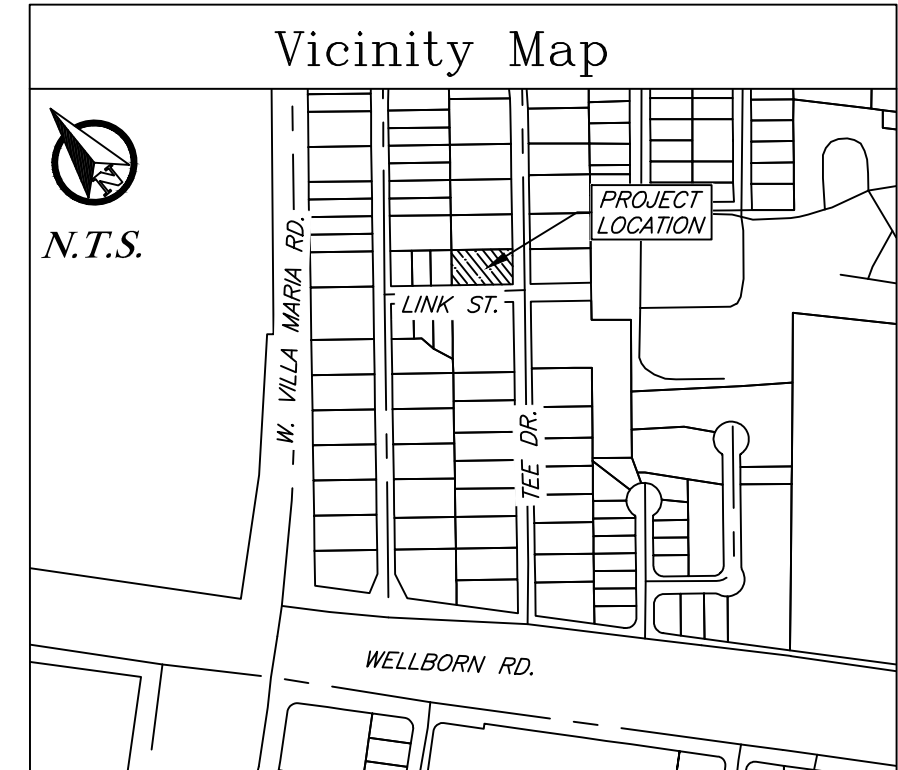 Vicinity Map
N
N.T.S.
PROJECT
LOCATION
W. VILLA MARIA RD.
LINK ST.
TEE DR.
WELLBORN RD.